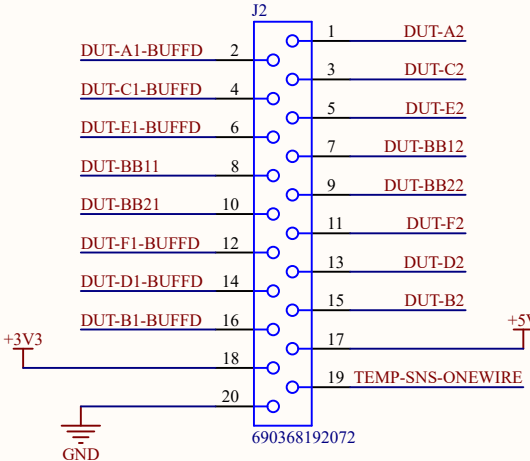 J2
1 DUT-A2
DUT-A1-BUFFD 2
3 DUT-C2
DUT-C1-BUFFD 4
5 DUT-E2
DUT-E1-BUFFD 6
7 DUT-BB12
DUT-BB11 8
9 DUT-BB22
DUT-BB21 10
11 DUT-F2
DUT-F1-BUFFD 12
13 DUT-D2
DUT-D1-BUFFD 14
15 DUT-B2
DUT-B1-BUFFD 16
+5V
17
+3V3
18
19 TEMP-SNS-ONEWIRE
20
690368192072
GND